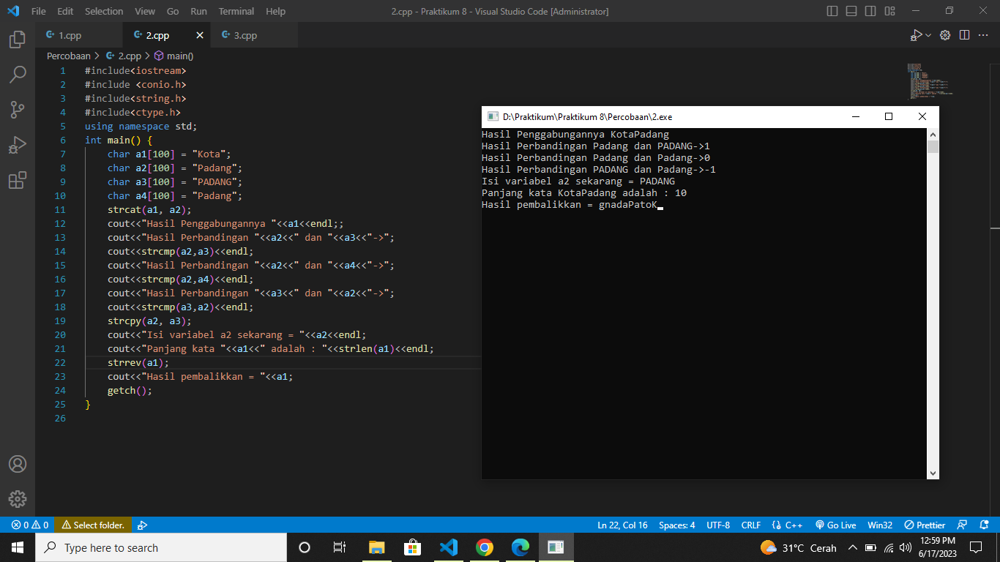 File Edit Selection View Go Run Terminal Help 2.cpp - Praktikum 8 - Visual Studio Code [Administrator]
1.cpp 2.cpp 3.cpp
Percobaan > 2.cpp > main()
1 #include<iostream>
2 #include <conio.h>
3 #include<string.h>
4 #include<ctype.h>
5 using namespace std;
6 int main() {
7 char a1[100] = "Kota";
8 char a2[100] = "Padang";
9 char a3[100] = "PADANG";
10 char a4[100] = "Padang";
11 strcat(a1, a2);
12 cout<<"Hasil Penggabungannya "<<a1<<endl;;
13 cout<<"Hasil Perbandingan "<<a2<<" dan "<<a3<<"->";
14 cout<<strcmp(a2,a3)<<endl;
15 cout<<"Hasil Perbandingan "<<a2<<" dan "<<a4<<"->";
16 cout<<strcmp(a2,a4)<<endl;
17 cout<<"Hasil Perbandingan "<<a3<<" dan "<<a2<<"->";
18 cout<<strcmp(a3,a2)<<endl;
19 strcpy(a2, a3);
20 cout<<"Isi variabel a2 sekarang = "<<a2<<endl;
21 cout<<"Panjang kata "<<a1<<" adalah : "<<strlen(a1)<<endl;
22 strrev(a1);
23 cout<<"Hasil pembalikkan = "<<a1;
24 getch();
25 }
26
D:\Praktikum\Praktikum 8\Percobaan\2.exe
Hasil Penggabungannya KotaPadang
Hasil Perbandingan Padang dan PADANG->1
Hasil Perbandingan Padang dan Padang->0
Hasil Perbandingan PADANG dan Padang->-1
Isi variabel a2 sekarang = PADANG
Panjang kata KotaPadang adalah : 10
Hasil pembalikkan = gnadaPatoK
0 0 Select folder. Ln 22, Col 16 Spaces: 4 UTF-8 CRLF C++ Go Live Win32 Prettier
Type here to search 31°C Cerah 12:59 PM
6/17/2023